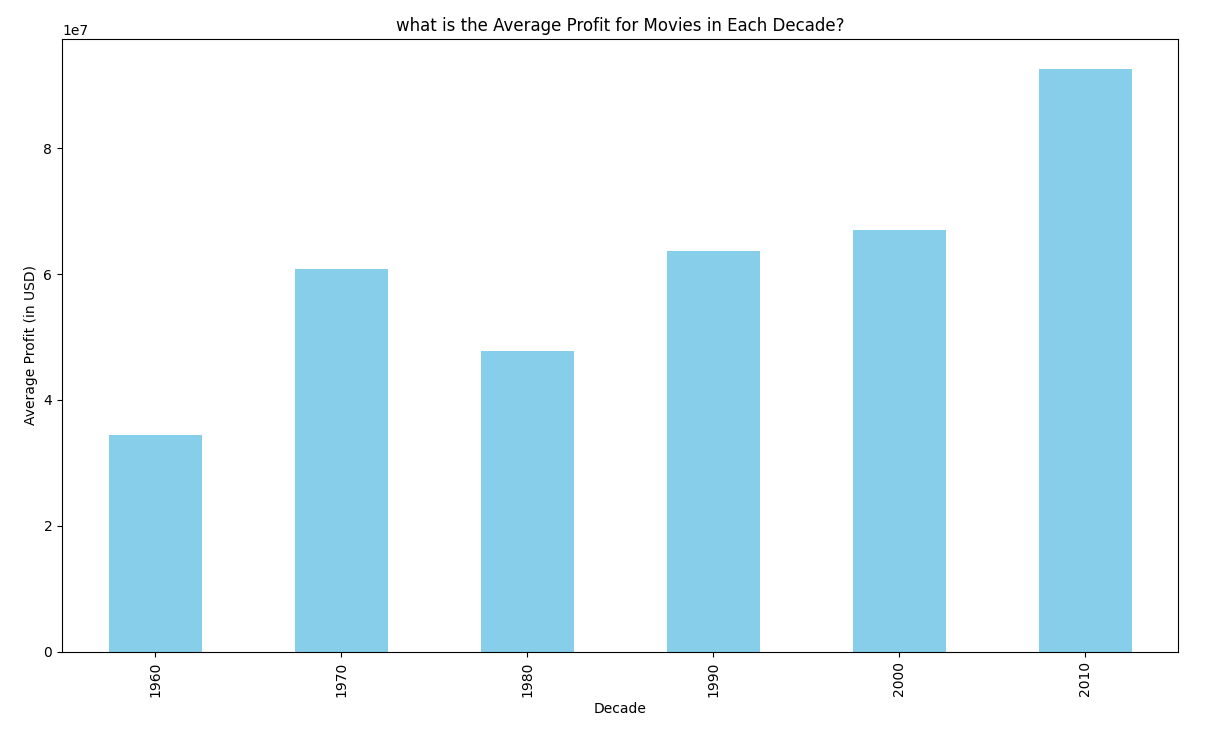 what is the Average Profit for Movies in Each Decade?
1e7
8
6
4
2
0
Average Profit (in USD)
1960
1970
1980
1990
2000
2010
Decade